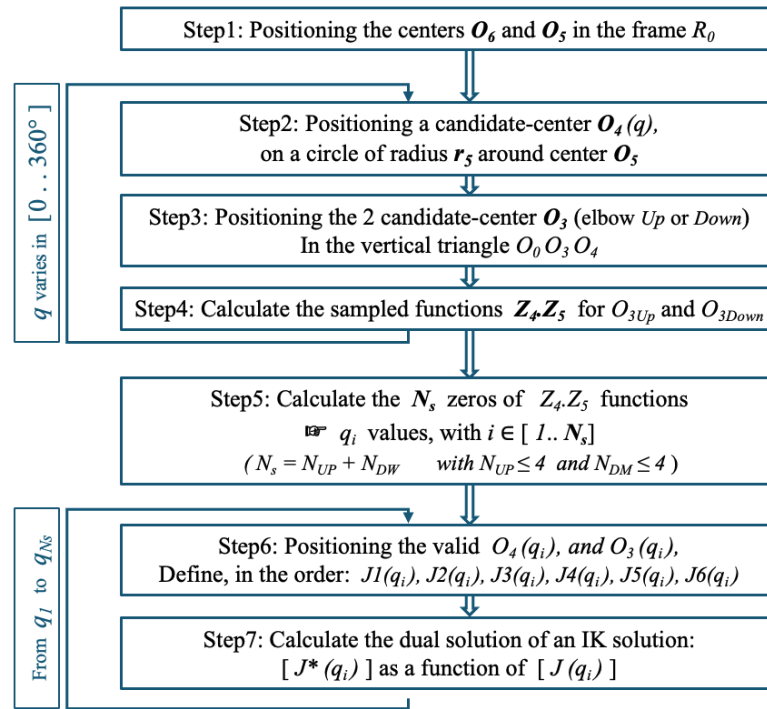 Step1: Positioning the centers O₆ and O₅ in the frame R₀
q varies in [0 . . 360° ]
Step2: Positioning a candidate-center O₄ (q),
on a circle of radius r₅ around center O₅
Step3: Positioning the 2 candidate-center O₃ (elbow Up or Down)
In the vertical triangle O₀ O₃ O₄
Step4: Calculate the sampled functions Z₄.Z₅ for O₃Up and O₃Down
Step5: Calculate the Nₛ zeros of Z₄.Z₅ functions
☞ qᵢ values, with i ∈ [ 1.. Nₛ]
( Nₛ = N_UP + N_DW with N_UP ≤ 4 and N_DM ≤ 4 )
From q₁ to q_Ns
Step6: Positioning the valid O₄ (qᵢ), and O₃ (qᵢ),
Define, in the order: J1(qᵢ), J2(qᵢ), J3(qᵢ), J4(qᵢ), J5(qᵢ), J6(qᵢ)
Step7: Calculate the dual solution of an IK solution:
[ J* (qᵢ) ] as a function of [ J (qᵢ) ]